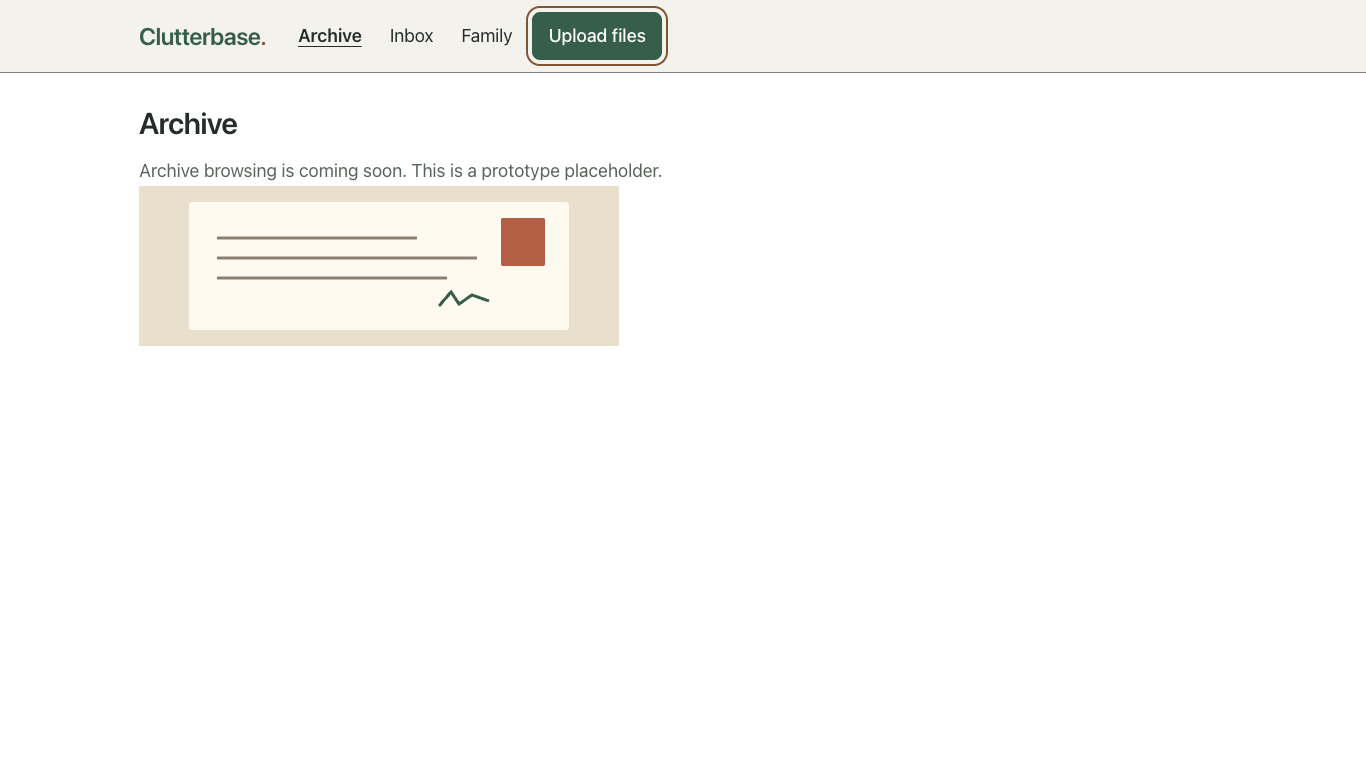 Clutterbase.
Archive
Inbox
Family
Upload files
Archive
Archive browsing is coming soon. This is a prototype placeholder.